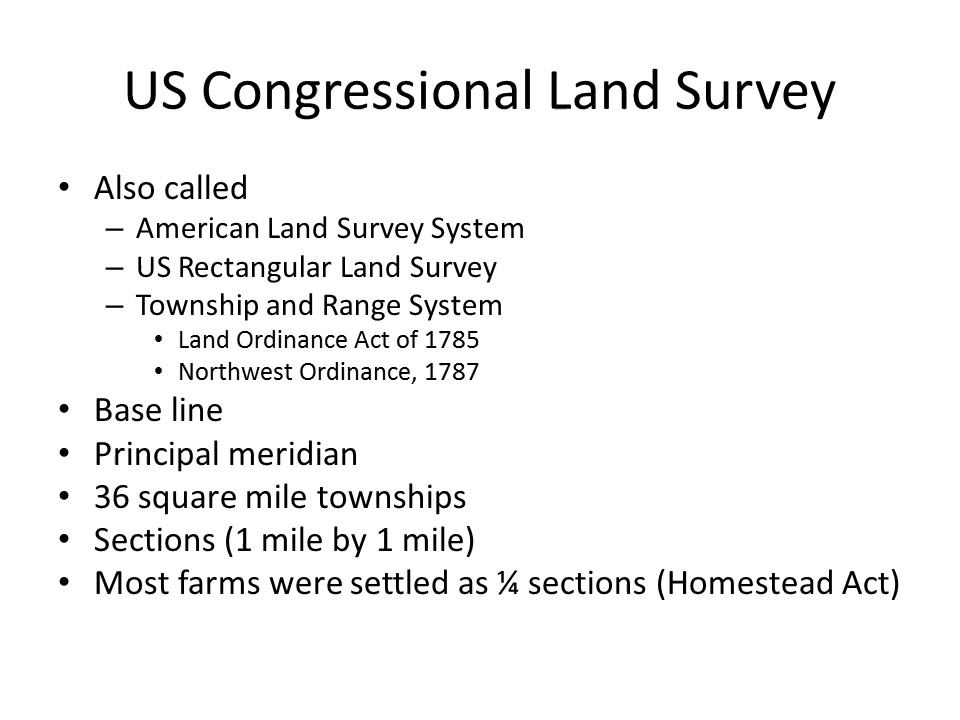 US Congressional Land Survey
• Also called
– American Land Survey System
– US Rectangular Land Survey
– Township and Range System
• Land Ordinance Act of 1785
• Northwest Ordinance, 1787
• Base line
• Principal meridian
• 36 square mile townships
• Sections (1 mile by 1 mile)
• Most farms were settled as ¼ sections (Homestead Act)